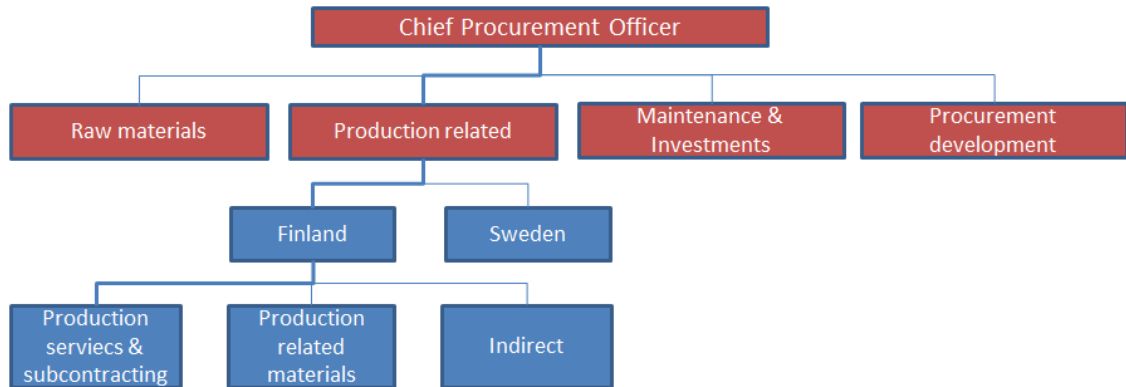 Chief Procurement Officer
Raw materials
Production related
Maintenance &
Investments
Procurement
development
Finland
Sweden
Production
serviecs &
subcontracting
Production
related
materials
Indirect